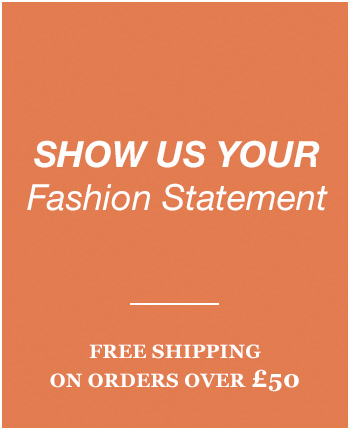 SHOW US YOUR
Fashion Statement
FREE SHIPPING
ON ORDERS OVER £50